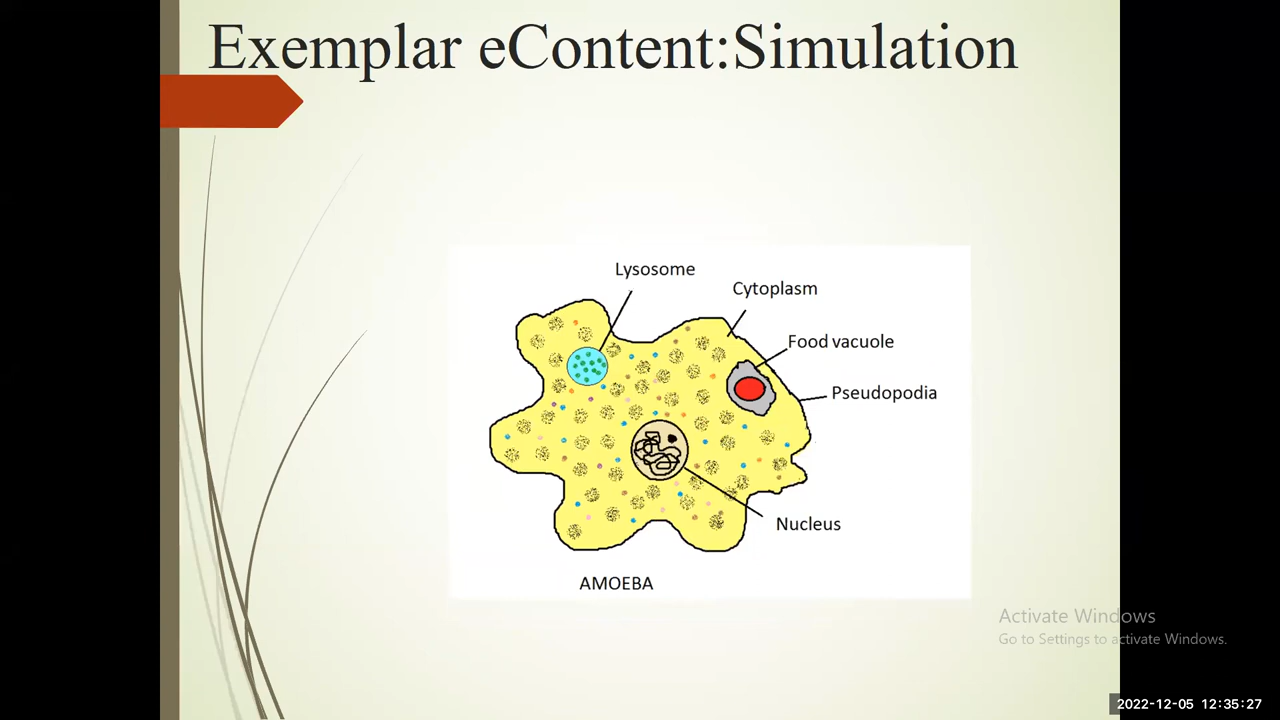 Exemplar eContent:Simulation
Lysosome
Cytoplasm
Food vacuole
Pseudopodia
Nucleus
AMOEBA
Activate Windows
Go to Settings to activate Windows.
2022-12-05 12:35:27